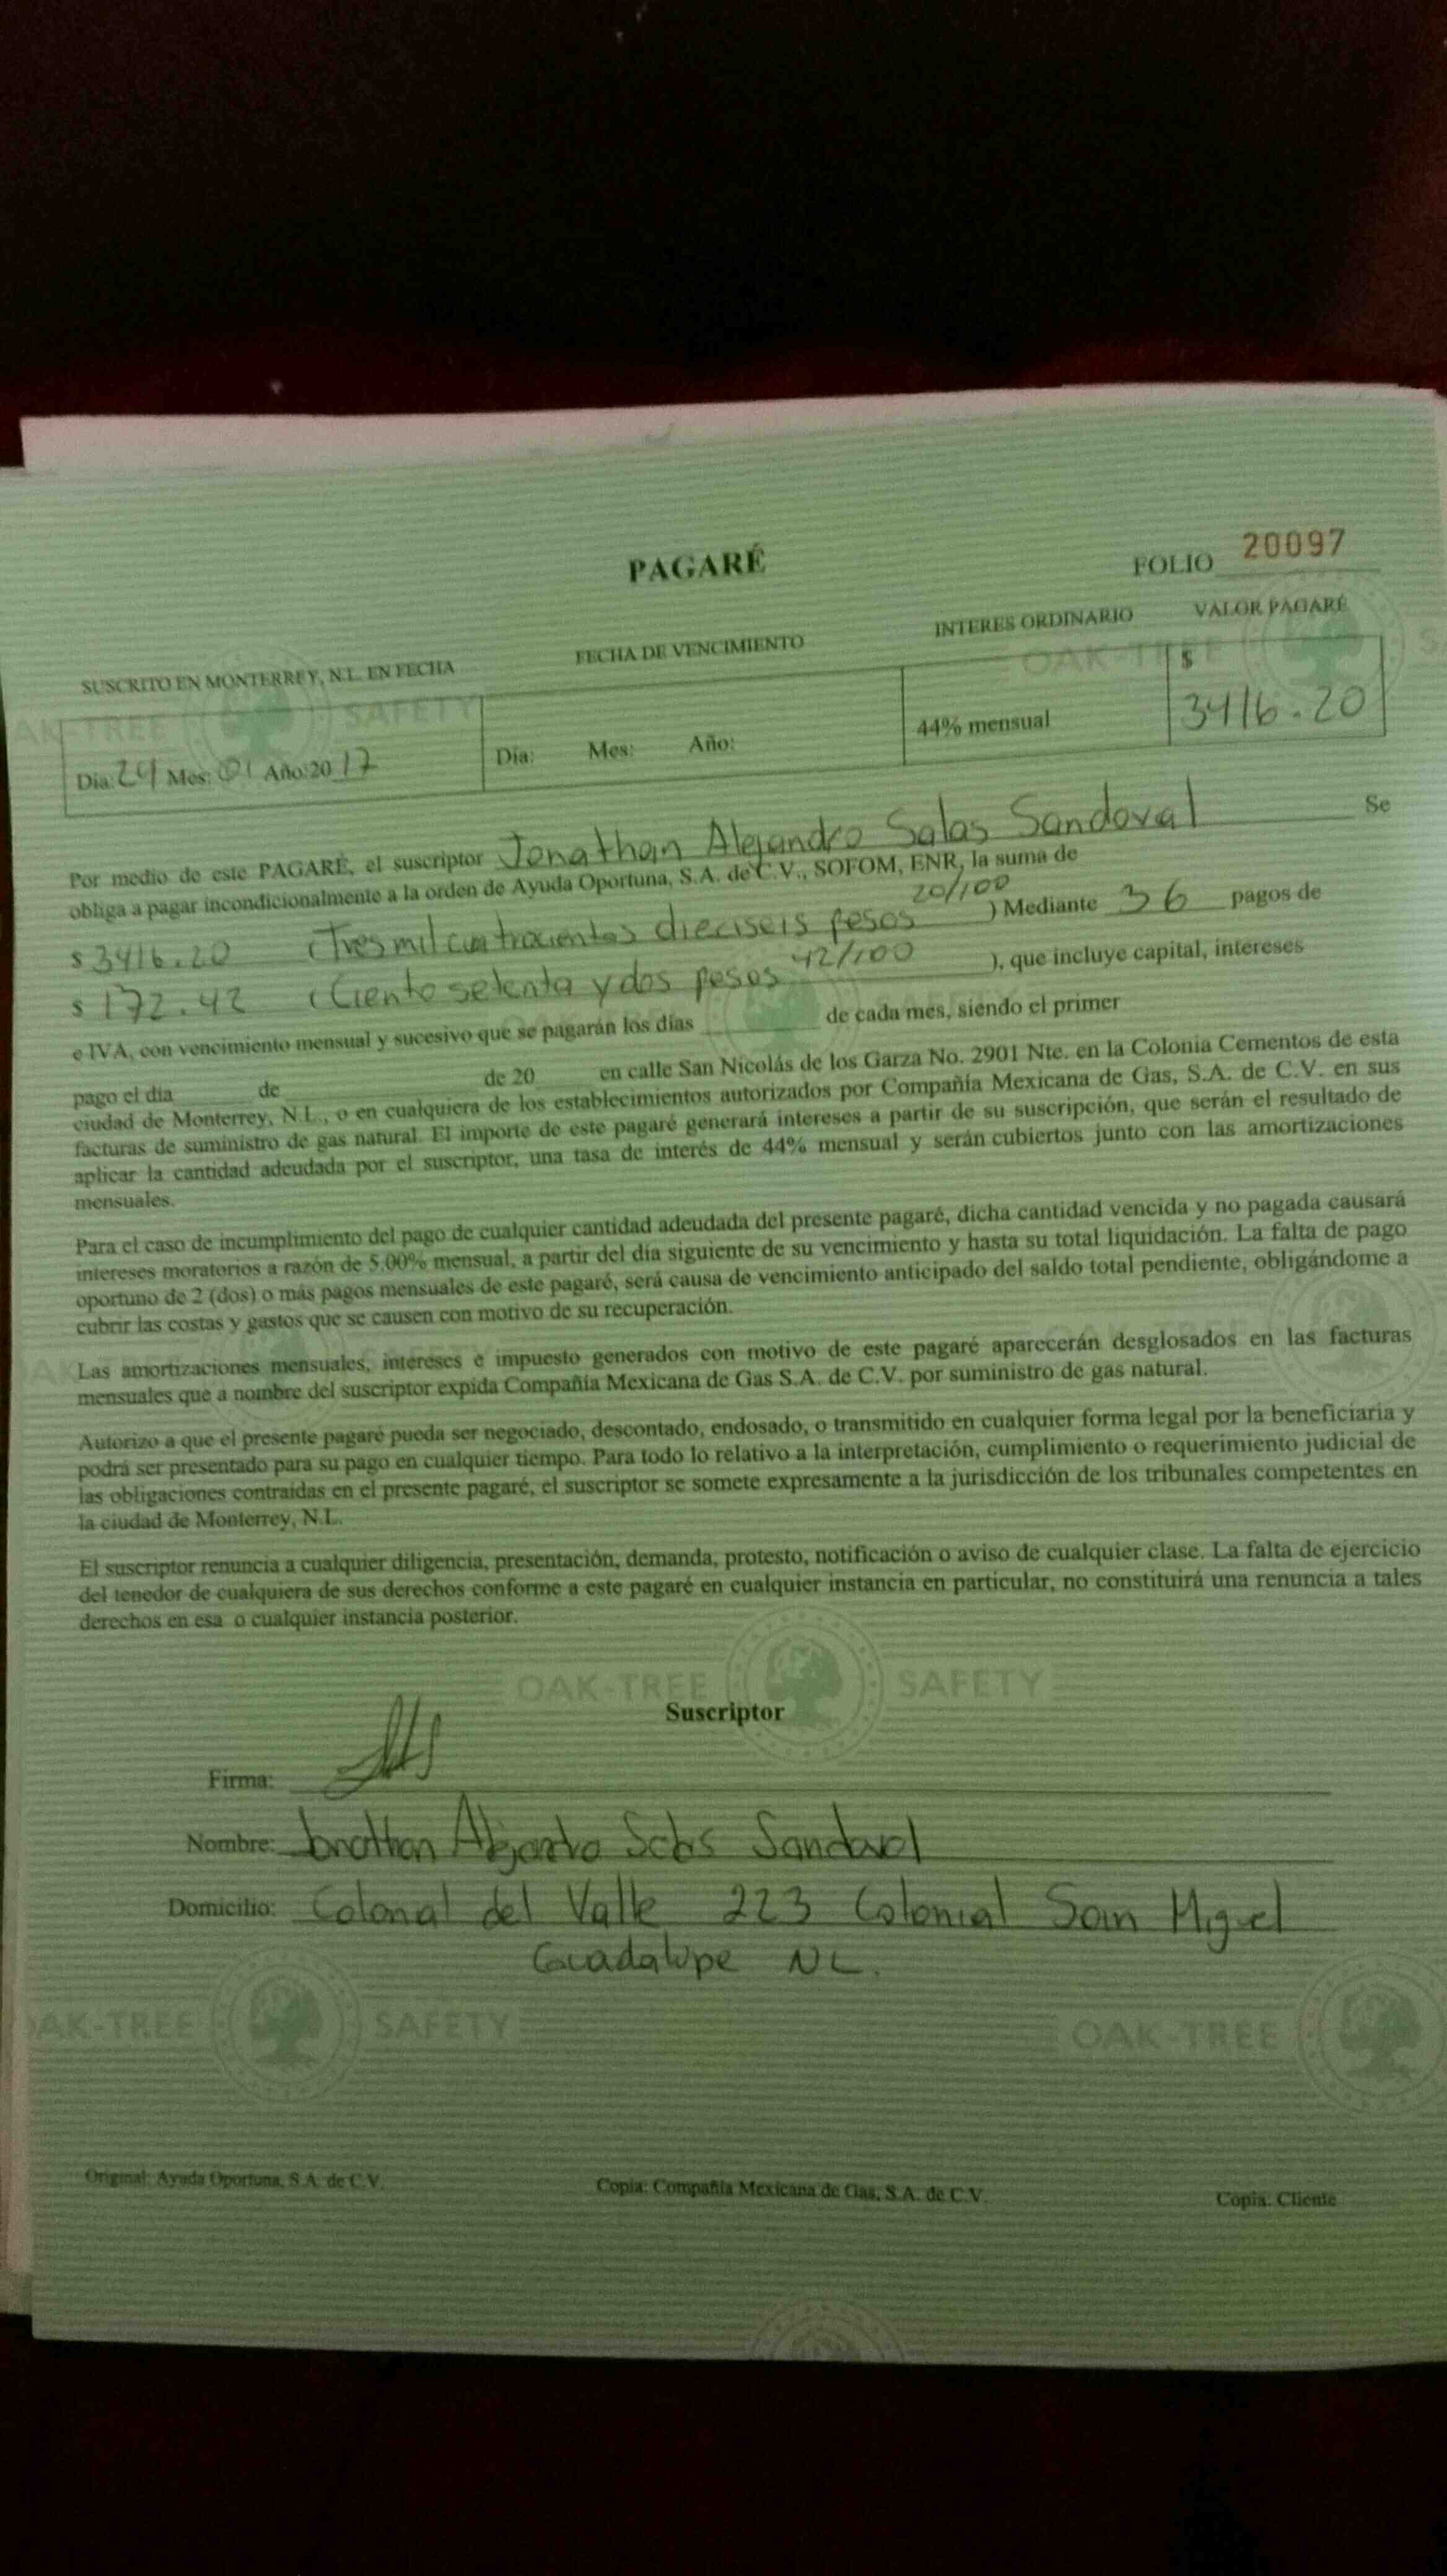 PAGARÉ
FOLIO 20097
SUSCRITO EN MONTERREY, N.L. EN FECHA
FECHA DE VENCIMIENTO
INTERES ORDINARIO
VALOR PAGARÉ
Día: 24 Mes: 01 Año: 20 17
Día: Mes: Año:
44% mensual
$ 3416.20
Por medio de este PAGARÉ, el suscriptor Jonathan Alejandro Salas Sandoval Se
obliga a pagar incondicionalmente a la orden de Ayuda Oportuna, S.A. de C.V., SOFOM, ENR, la suma de
$ 3416.20 (Tres mil cuatrocientos dieciseis pesos 20/100 ) Mediante 36 pagos de
$ 172.42 (Ciento setenta y dos pesos 42/100 ), que incluye capital, intereses
e IVA, con vencimiento mensual y sucesivo que se pagarán los días de cada mes, siendo el primer
pago el día de de 20 en calle San Nicolás de los Garza No. 2901 Nte. en la Colonia Cementos de esta
ciudad de Monterrey, N.L., o en cualquiera de los establecimientos autorizados por Compañía Mexicana de Gas, S.A. de C.V. en sus
facturas de suministro de gas natural. El importe de este pagaré generará intereses a partir de su suscripción, que serán el resultado de
aplicar la cantidad adeudada por el suscriptor, una tasa de interés de 44% mensual y serán cubiertos junto con las amortizaciones
mensuales.
Para el caso de incumplimiento del pago de cualquier cantidad adeudada del presente pagaré, dicha cantidad vencida y no pagada causará
intereses moratorios a razón de 5.00% mensual, a partir del día siguiente de su vencimiento y hasta su total liquidación. La falta de pago
oportuno de 2 (dos) o más pagos mensuales de este pagaré, será causa de vencimiento anticipado del saldo total pendiente, obligándome a
cubrir las costas y gastos que se causen con motivo de su recuperación.
Las amortizaciones mensuales, intereses e impuesto generados con motivo de este pagaré aparecerán desglosados en las facturas
mensuales que a nombre del suscriptor expida Compañía Mexicana de Gas S.A. de C.V. por suministro de gas natural.
Autorizo a que el presente pagaré pueda ser negociado, descontado, endosado, o transmitido en cualquier forma legal por la beneficiaria y
podrá ser presentado para su pago en cualquier tiempo. Para todo lo relativo a la interpretación, cumplimiento o requerimiento judicial de
las obligaciones contraídas en el presente pagaré, el suscriptor se somete expresamente a la jurisdicción de los tribunales competentes en
la ciudad de Monterrey, N.L.
El suscriptor renuncia a cualquier diligencia, presentación, demanda, protesto, notificación o aviso de cualquier clase. La falta de ejercicio
del tenedor de cualquiera de sus derechos conforme a este pagaré en cualquier instancia en particular, no constituirá una renuncia a tales
derechos en esa o cualquier instancia posterior.
OAK-TREE SAFETY
Suscriptor
Firma:
Nombre: Jonathan Alejandro Salas Sandoval
Domicilio: Colonal del Valle 223 Colonial San Miguel
Guadalupe NL.
OAK-TREE SAFETY OAK-TREE
Original: Ayuda Oportuna, S.A. de C.V.
Copia: Compañía Mexicana de Gas, S.A. de C.V.
Copia: Cliente